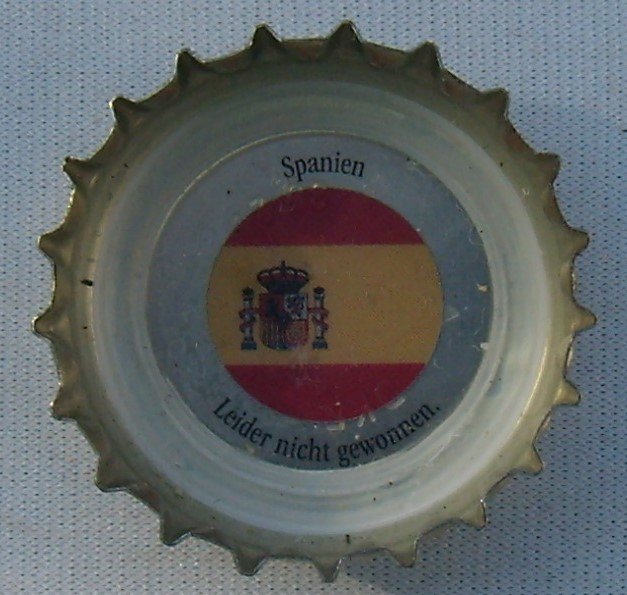 Spanien
Leider nicht gewonnen.